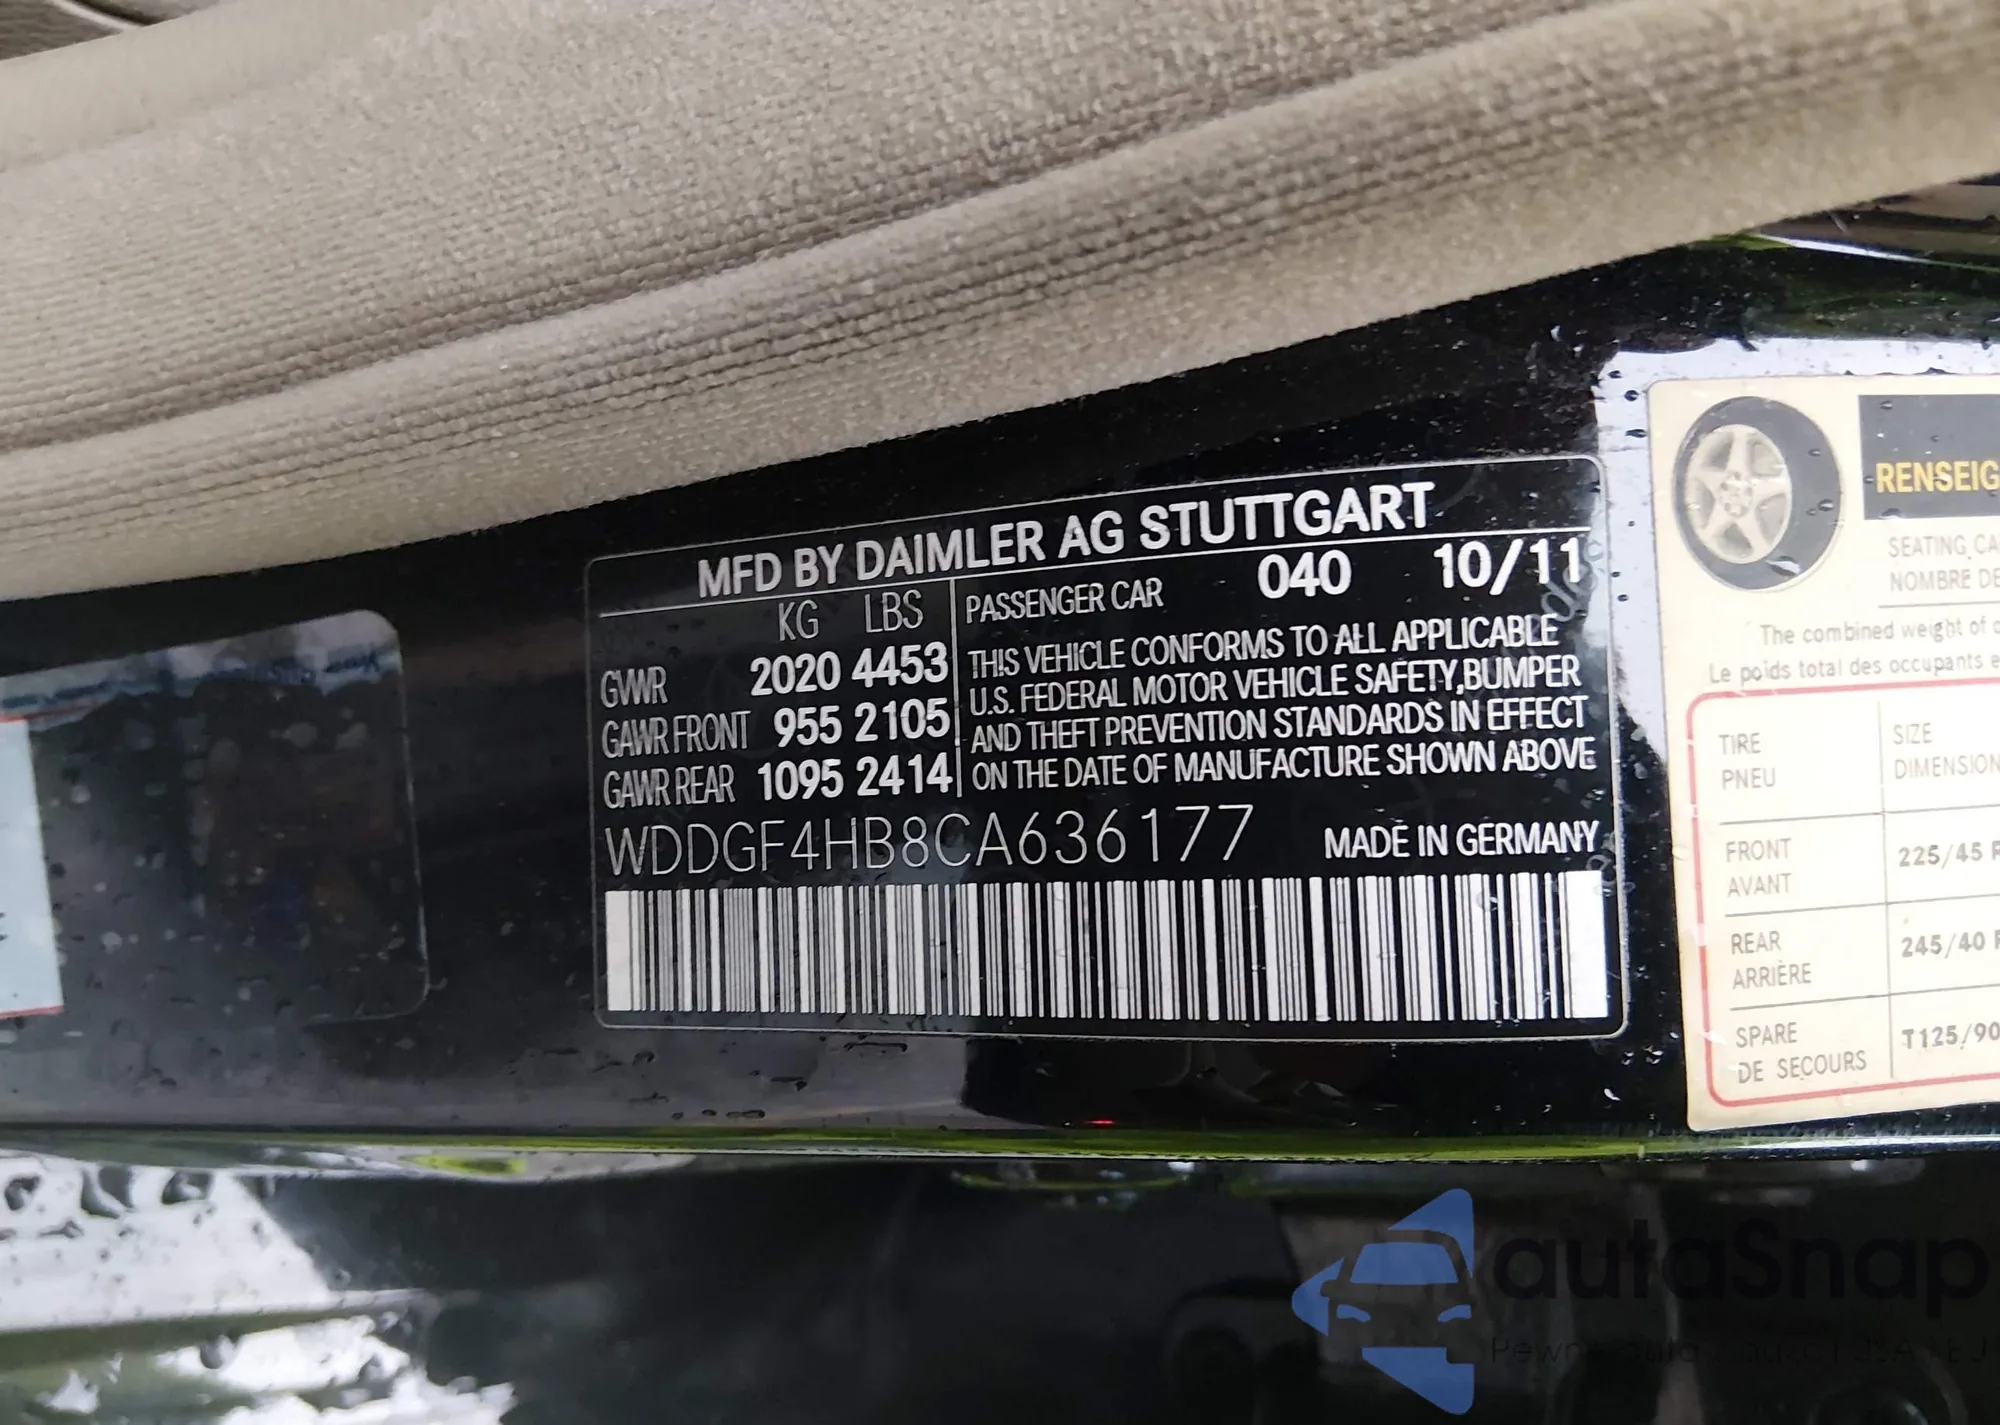 MFD BY DAIMLER AG STUTTGART
KG LBS
GVWR 2020 4453
GAWR FRONT 955 2105
GAWR REAR 1095 2414
PASSENGER CAR 040 10/11
THIS VEHICLE CONFORMS TO ALL APPLICABLE
U.S. FEDERAL MOTOR VEHICLE SAFETY,BUMPER
AND THEFT PREVENTION STANDARDS IN EFFECT
ON THE DATE OF MANUFACTURE SHOWN ABOVE
WDDGF4HB8CA636177 MADE IN GERMANY
RENSEIG
SEATING CA
NOMBRE DE
The combined weight of
Le poids total des occupants
TIRE SIZE
PNEU DIMENSION
FRONT 225/45
AVANT
REAR 245/40
ARRIÈRE
SPARE T125/90
DE SECOURS
autaSnap